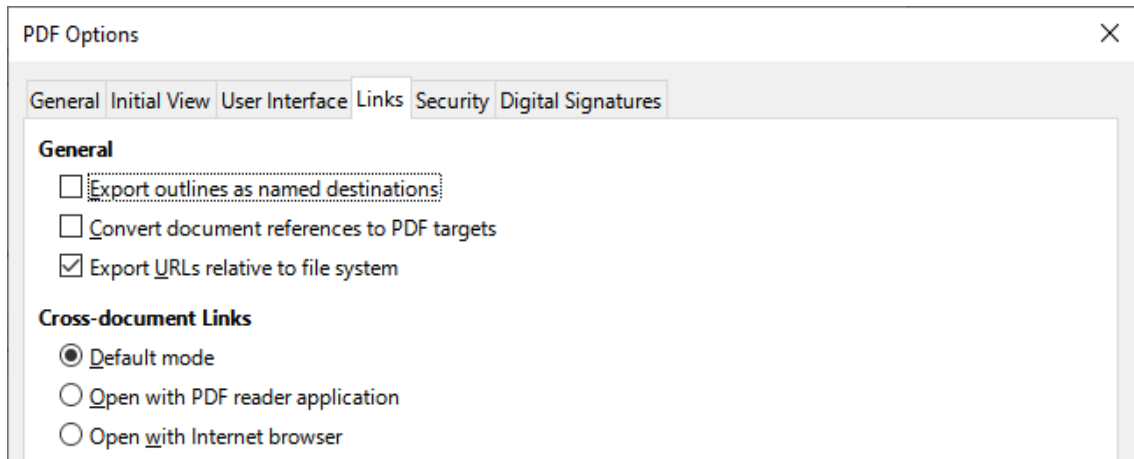 PDF Options
General Initial View User Interface Links Security Digital Signatures
General
Export outlines as named destinations
Convert document references to PDF targets
Export URLs relative to file system
Cross-document Links
Default mode
Open with PDF reader application
Open with Internet browser